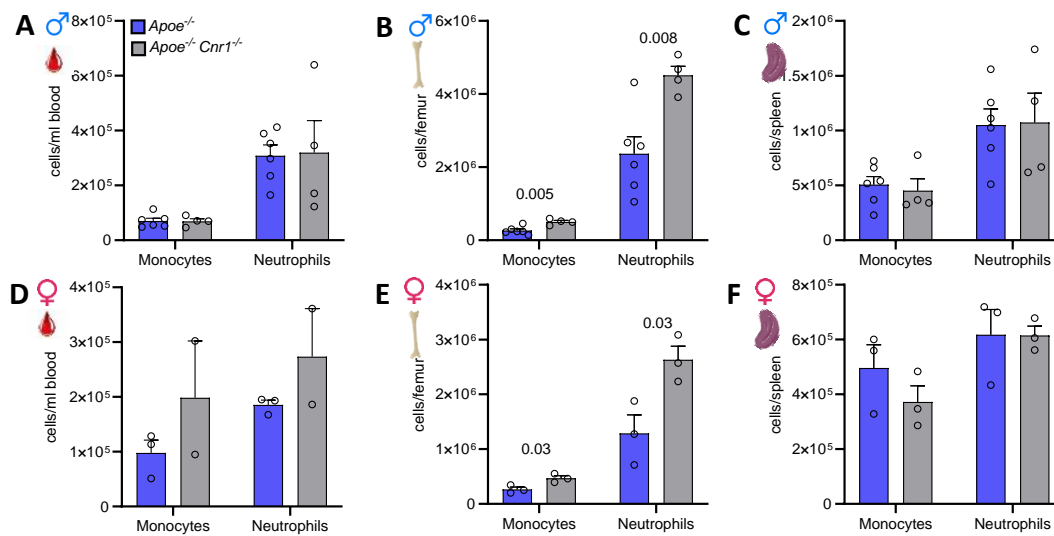 A
♂
Apoe⁻/⁻
Apoe⁻/⁻ Cnr1⁻/⁻
cells/ml blood
8×10⁵
6×10⁵
4×10⁵
2×10⁵
0
Monocytes
Neutrophils
B
♂
cells/femur
6×10⁶
4×10⁶
2×10⁶
0
0.005
0.008
Monocytes
Neutrophils
C
♂
cells/spleen
2×10⁶
1.5×10⁶
1×10⁶
5×10⁵
0
Monocytes
Neutrophils
D
♀
cells/ml blood
4×10⁵
3×10⁵
2×10⁵
1×10⁵
0
Monocytes
Neutrophils
E
♀
cells/femur
4×10⁶
3×10⁶
2×10⁶
1×10⁶
0
0.03
0.03
Monocytes
Neutrophils
F
♀
cells/spleen
8×10⁵
6×10⁵
4×10⁵
2×10⁵
0
Monocytes
Neutrophils